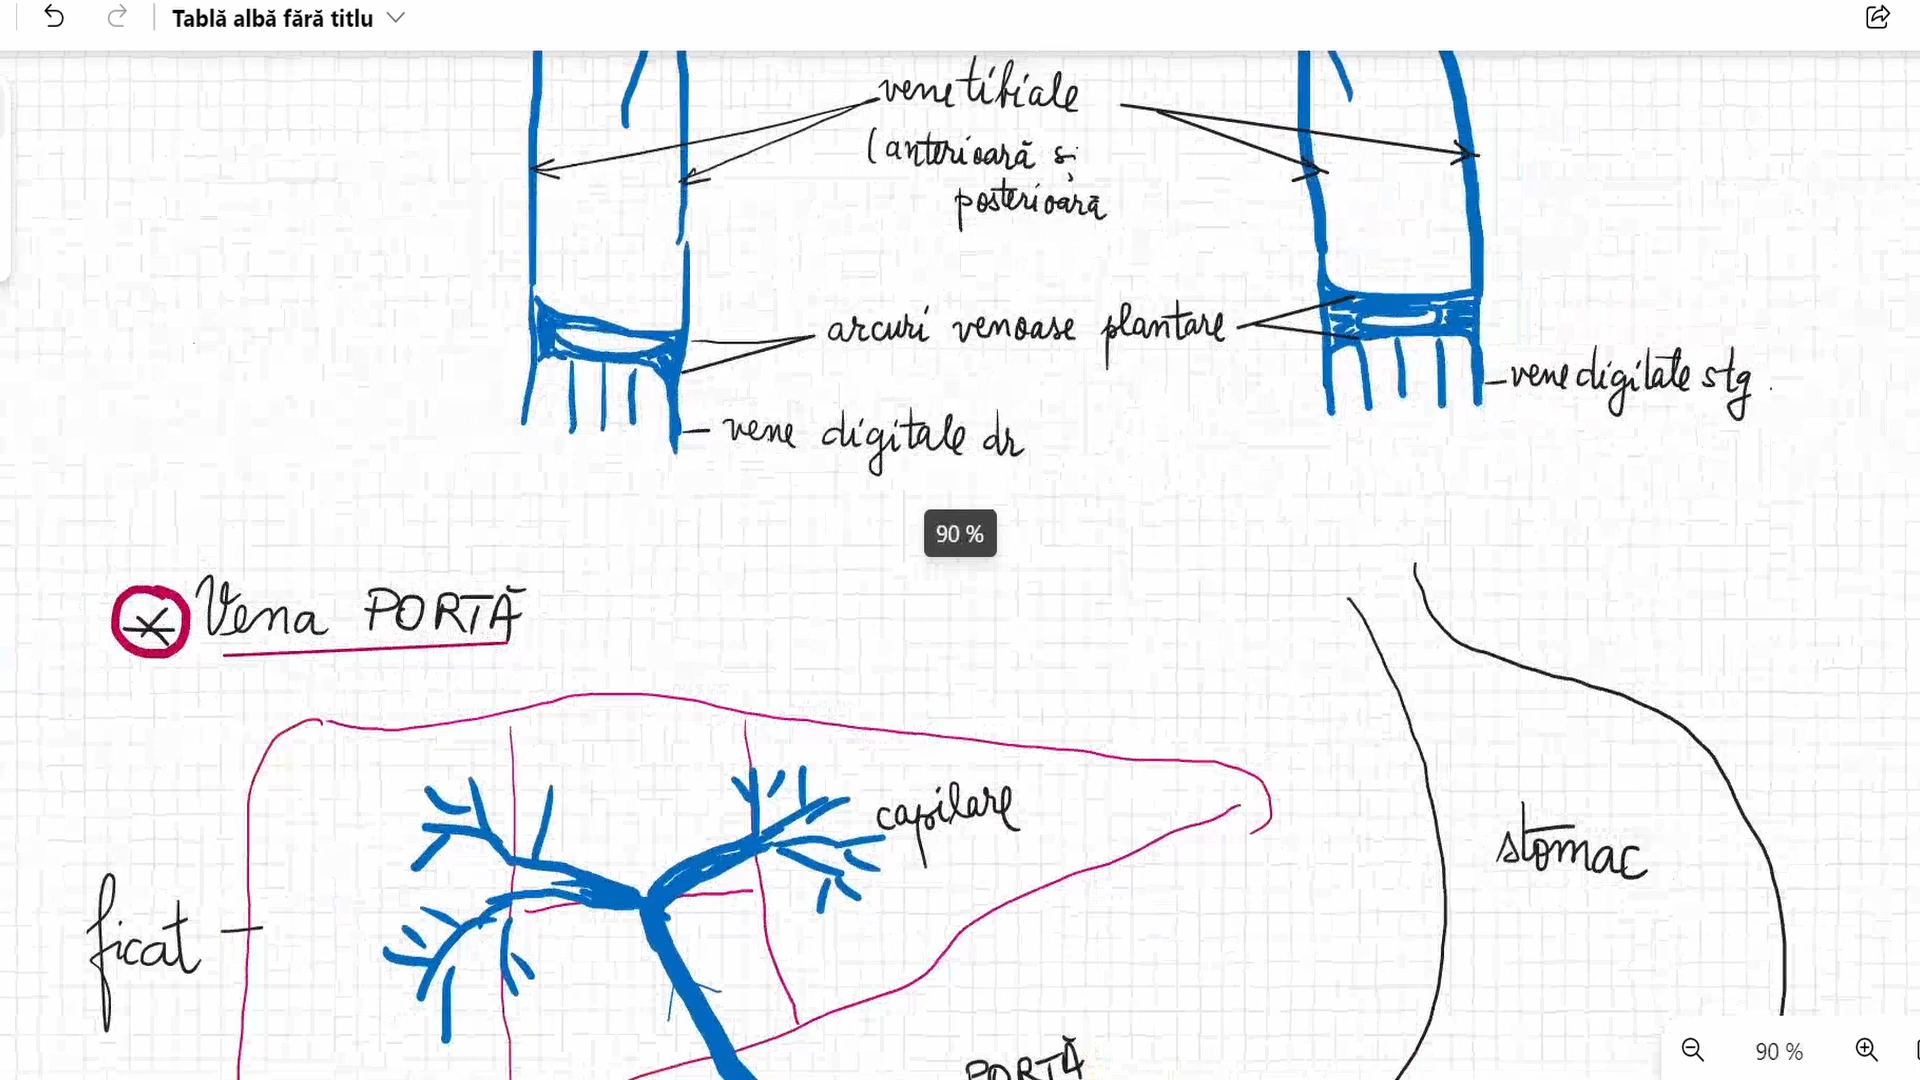 Tablă albă fără titlu
vene tibiale
(anterioară și
posterioară
arcuri venoase plantare
vene digitale stg.
vene digitale dr
90 %
* Vena PORTĂ
capilare
stomac
ficat
PORTĂ
90 %